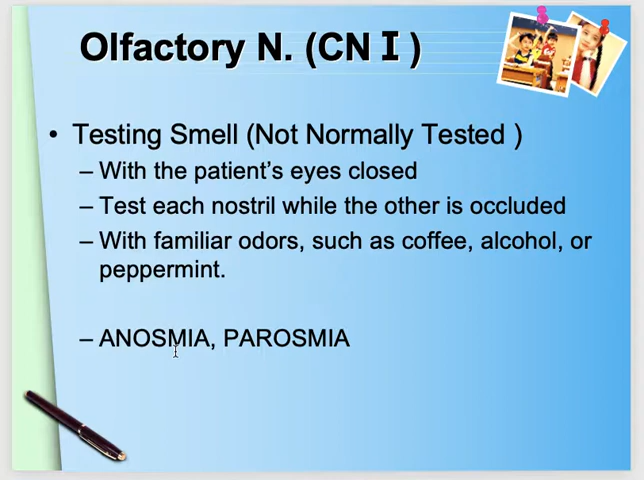 Olfactory N. (CN I )
• Testing Smell (Not Normally Tested )
– With the patient's eyes closed
– Test each nostril while the other is occluded
– With familiar odors, such as coffee, alcohol, or
peppermint.
– ANOSMIA, PAROSMIA